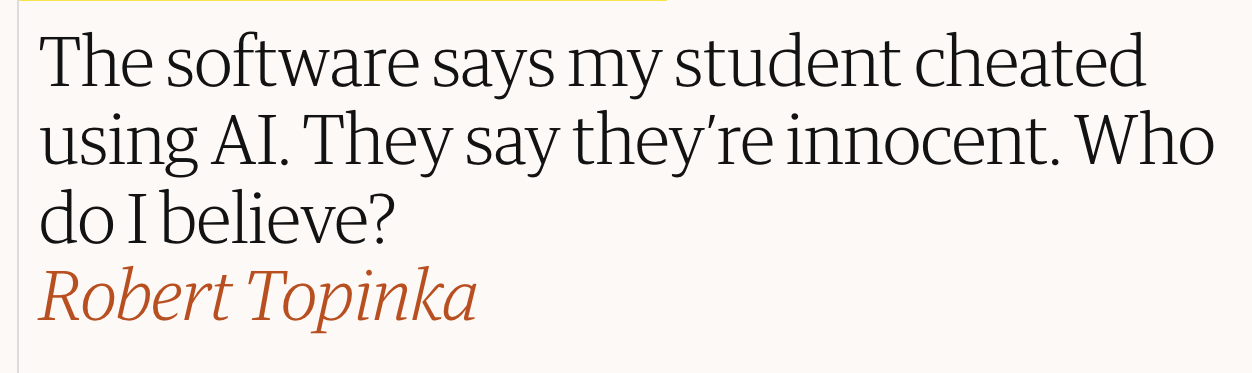 The software says my student cheated
using AI. They say they’re innocent. Who
do I believe?
Robert Topinka